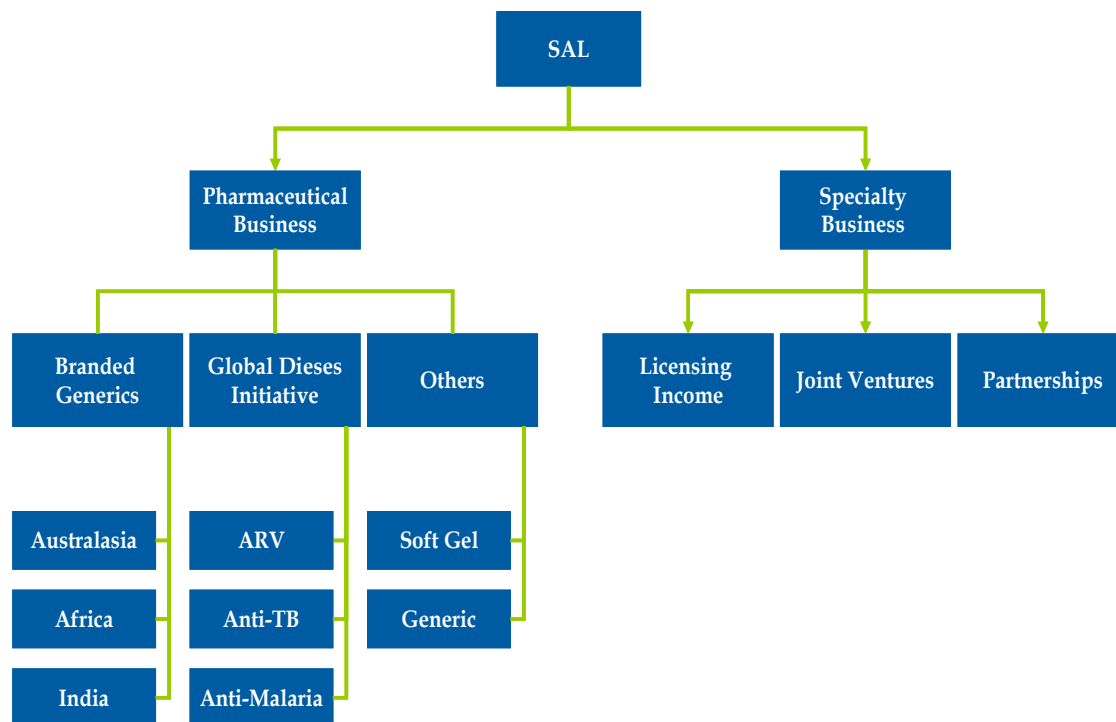 SAL
Pharmaceutical
Business
Specialty
Business
Branded
Generics
Global Dieses
Initiative
Others
Licensing
Income
Joint Ventures
Partnerships
Australasia
ARV
Soft Gel
Africa
Anti-TB
Generic
India
Anti-Malaria